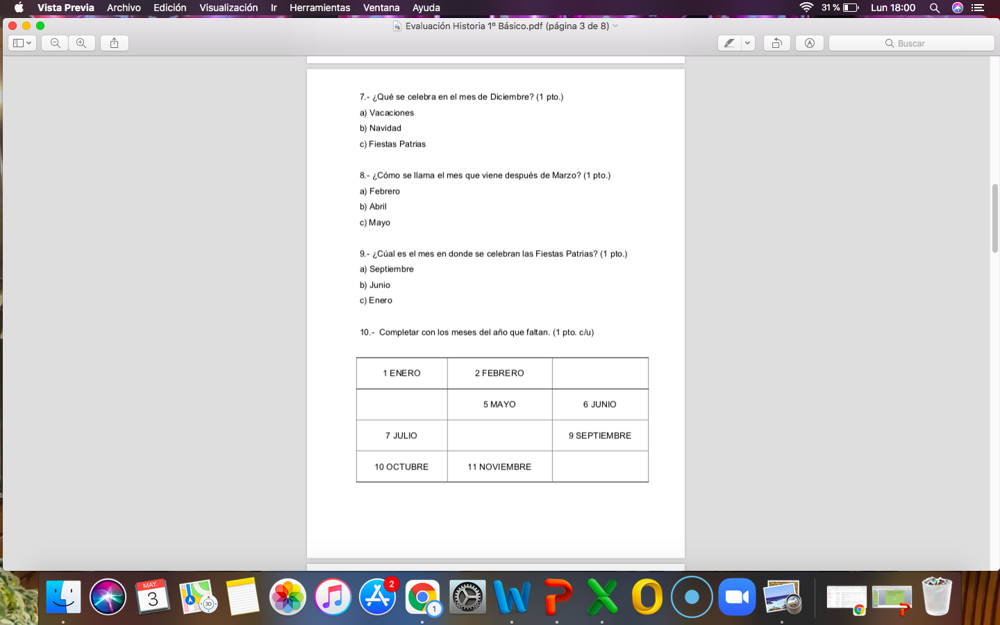 Vista Previa Archivo Edición Visualización Ir Herramientas Ventana Ayuda 31 % Lun 18:00
Evaluación Historia 1º Básico.pdf (página 3 de 8)
Buscar
7.- ¿Qué se celebra en el mes de Diciembre? (1 pto.)
a) Vacaciones
b) Navidad
c) Fiestas Patrias
8.- ¿Cómo se llama el mes que viene después de Marzo? (1 pto.)
a) Febrero
b) Abril
c) Mayo
9.- ¿Cúal es el mes en donde se celebran las Fiestas Patrias? (1 pto.)
a) Septiembre
b) Junio
c) Enero
10.- Completar con los meses del año que faltan. (1 pto. c/u)
1 ENERO 2 FEBRERO
5 MAYO 6 JUNIO
7 JULIO 9 SEPTIEMBRE
10 OCTUBRE 11 NOVIEMBRE
MAY. 2
3 3D 1